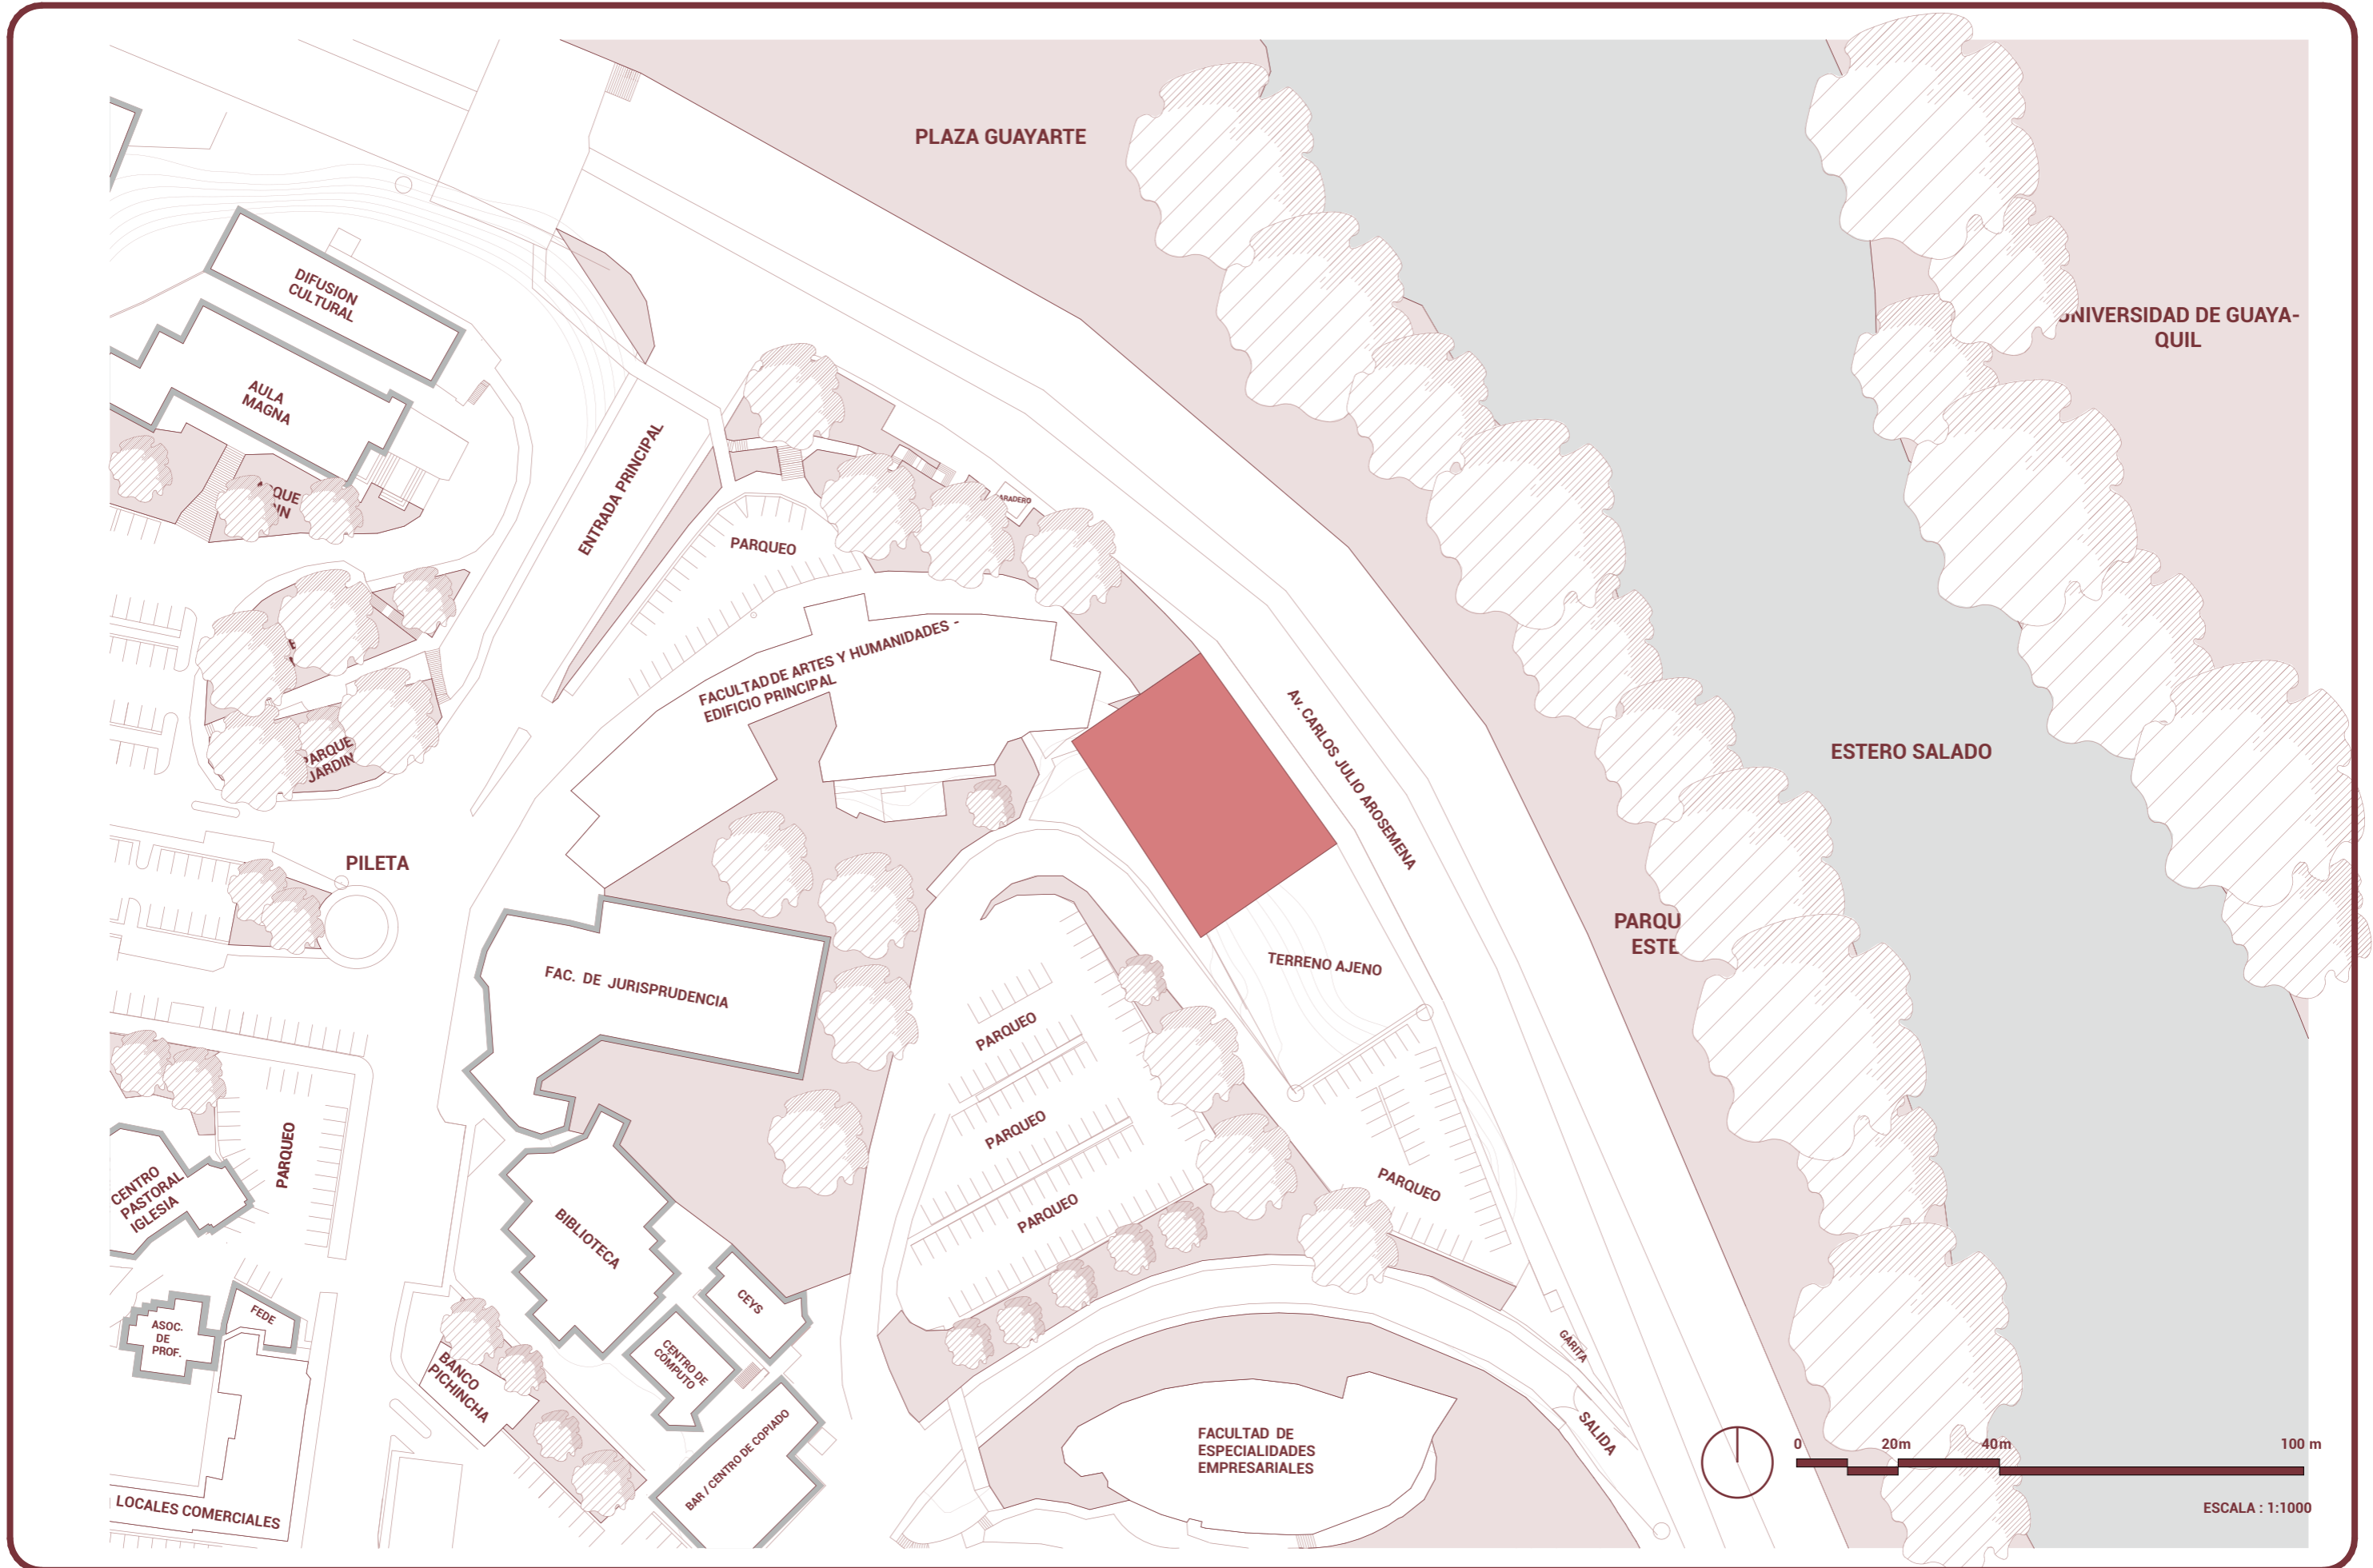 PLAZA GUAYARTE
DIFUSION
CULTURAL
UNIVERSIDAD DE GUAYA-
QUIL
AULA
MAGNA
ENTRADA PRINCIPAL
PARQUEO
FACULTAD DE ARTES Y HUMANIDADES -
EDIFICIO PRINCIPAL
Av. CARLOS JULIO AROSEMENA
ESTERO SALADO
PARQUE
JARDIN
PILETA
TERRENO AJENO
FAC. DE JURISPRUDENCIA
PARQUEO
PARQUEO
PARQUEO
PARQUEO
PARQUEO
CENTRO
PASTORAL
IGLESIA
BIBLIOTECA
CEYS
FEDE
ASOC.
DE
PROF.
CENTRO DE
COMPUTO
BANCO
PICHINCHA
BAR / CENTRO DE COPIADO
GARITA
SALIDA
FACULTAD DE
ESPECIALIDADES
EMPRESARIALES
LOCALES COMERCIALES
0 20m 40m 100 m
ESCALA : 1:1000